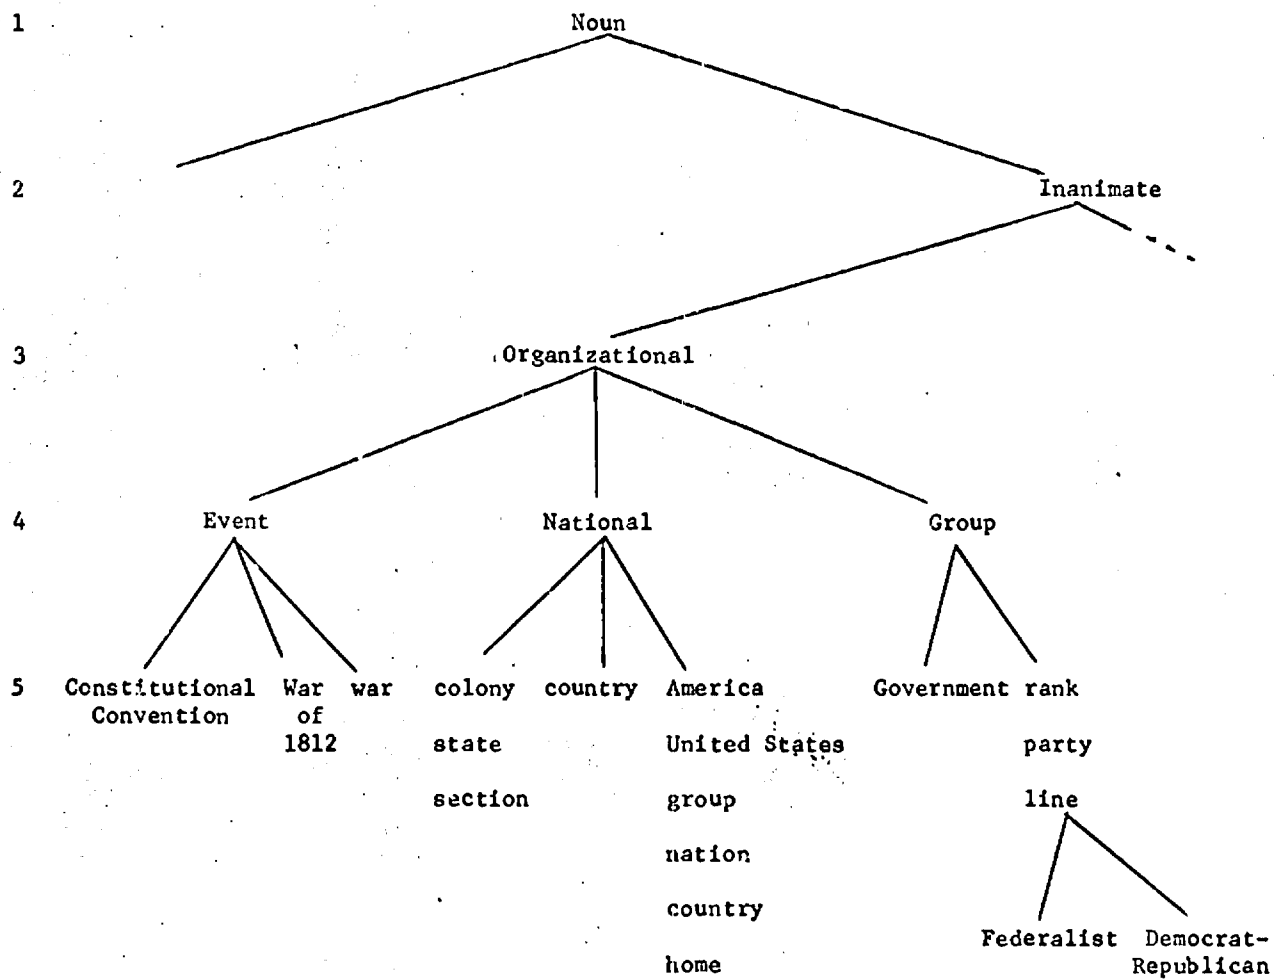 1 Noun
2 Inanimate
3 Organizational
4 Event National Group
5 Constitutional War war colony country America Government rank
Convention of
1812 state United States party
section group line
nation
country
Federalist Democrat-
home Republican